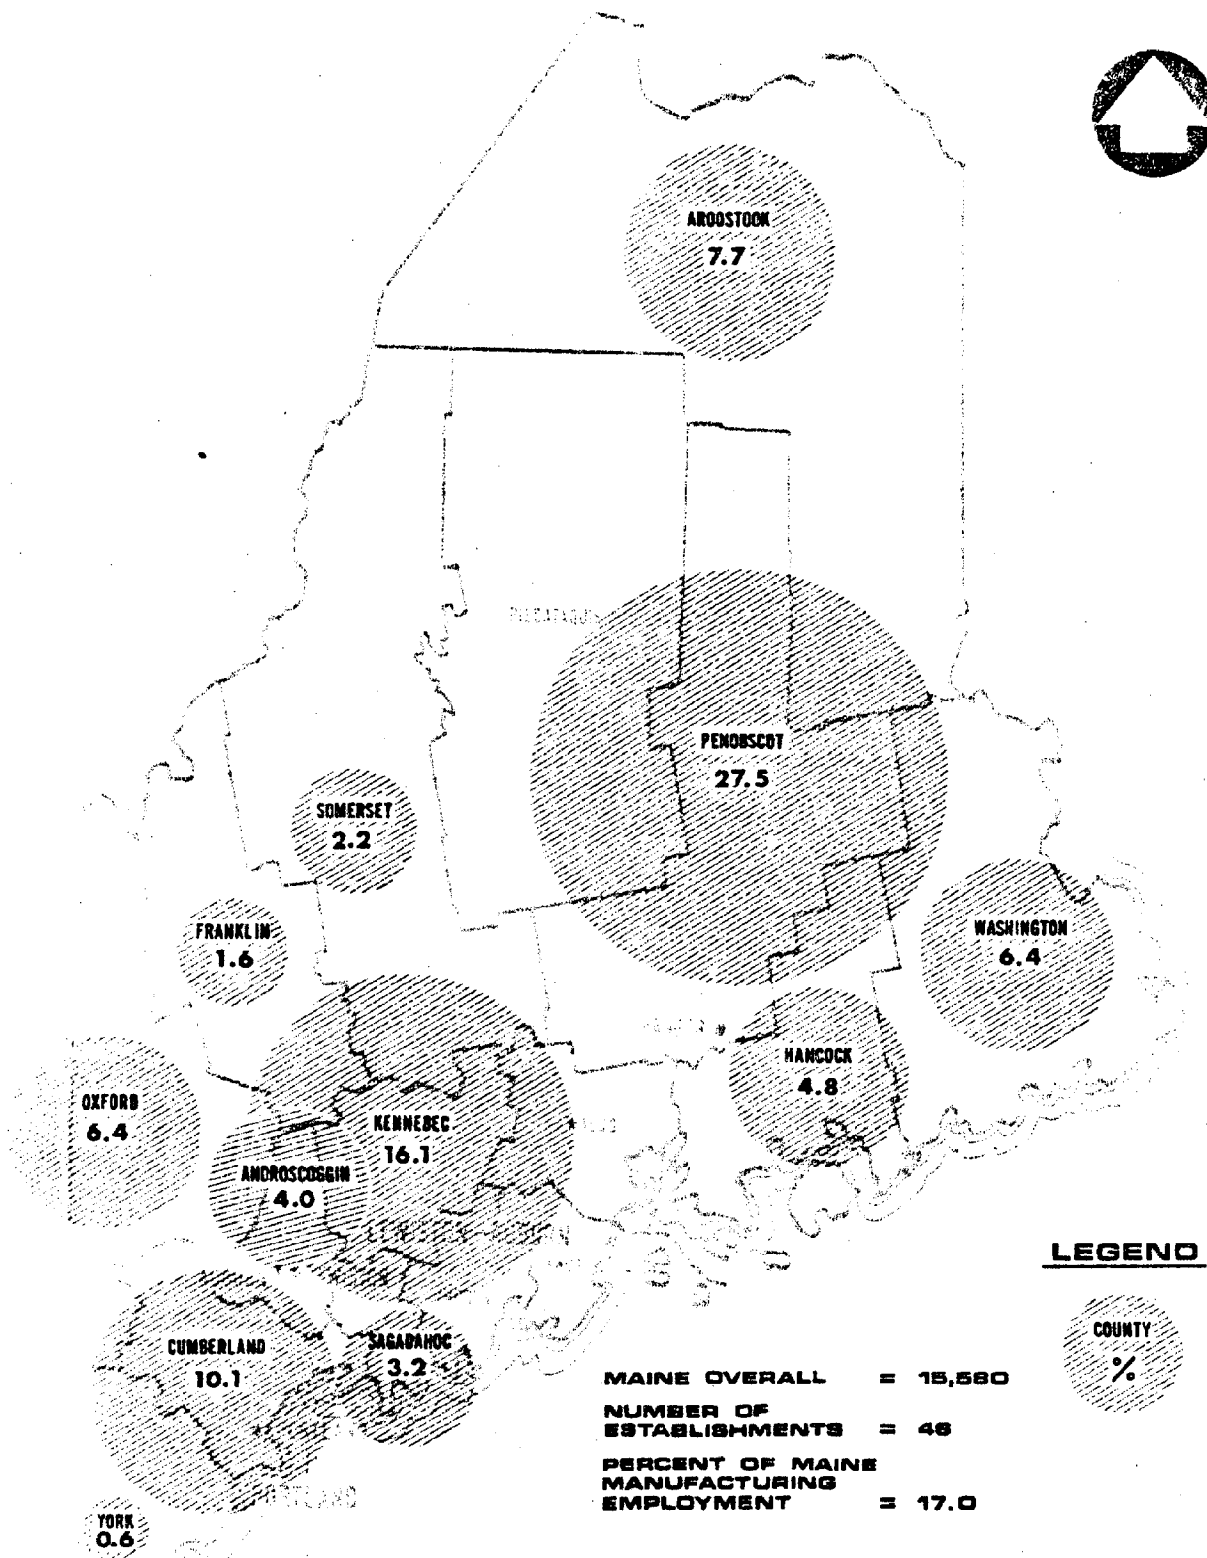 AROOSTOOK
7.7
PISCATAQUIS
PENOBSCOT
27.5
SOMERSET
2.2
FRANKLIN
1.6
WASHINGTON
6.4
HANCOCK
4.8
OXFORD
6.4
KENNEBEC
16.1
ANDROSCOGGIN
4.0
CUMBERLAND
10.1
SAGADAHOC
3.2
PORTLAND
YORK
0.6
LEGEND
COUNTY
%
MAINE OVERALL = 15,580
NUMBER OF
ESTABLISHMENTS = 46
PERCENT OF MAINE
MANUFACTURING
EMPLOYMENT = 17.0